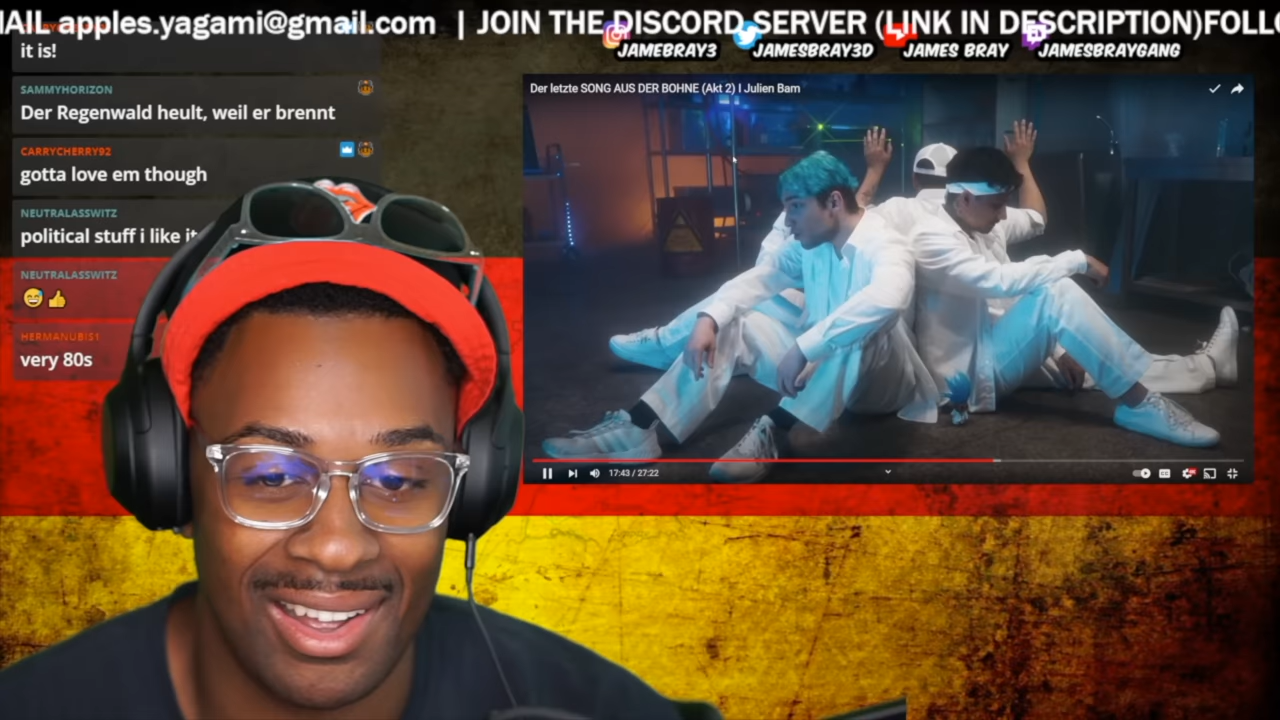 AIL apples.yagami@gmail.com | JOIN THE DISCORD SERVER (LINK IN DESCRIPTION)FOLLO
JAMEBRAY3 JAMESBRAY3D JAMES BRAY JAMESBRAYGANG
it is!
SAMMYHORIZON
Der Regenwald heult, weil er brennt
CARRYCHERRY92
gotta love em though
NEUTRALASSWITZ
political stuff i like it
NEUTRALASSWITZ
😅👍
HERMANUBIS1
very 80s
Der letzte SONG AUS DER BOHNE (Akt 2) I Julien Bam
17:43 / 27:22